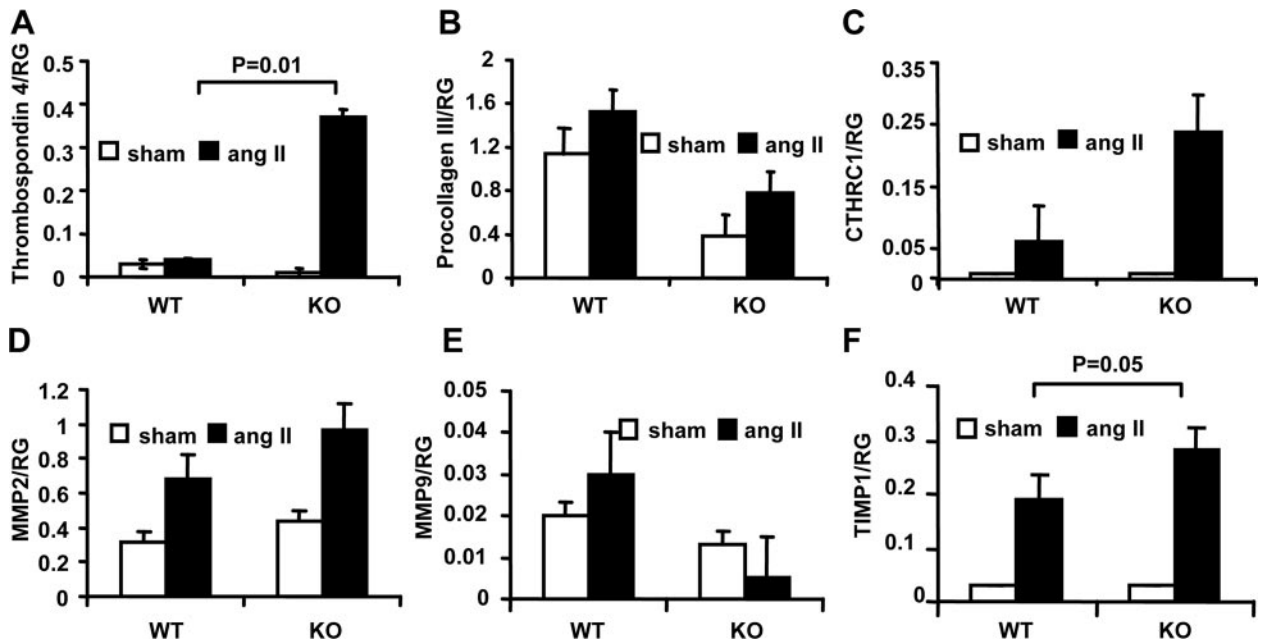 A
Thrombospondin 4/RG
0.5
0.4
0.3
0.2
0.1
0
P=0.01
sham ang II
WT KO
B
Procollagen III/RG
2
1.6
1.2
0.8
0.4
0
sham ang II
WT KO
C
CTHRC1/RG
0.35
0.25
0.15
0.05
0
sham ang II
WT KO
D
MMP2/RG
1.2
1
0.8
0.6
0.4
0.2
0
sham ang II
WT KO
E
MMP9/RG
0.05
0.04
0.03
0.02
0.01
0
sham ang II
WT KO
F
TIMP1/RG
0.4
0.3
0.2
0.1
0
P=0.05
sham ang II
WT KO